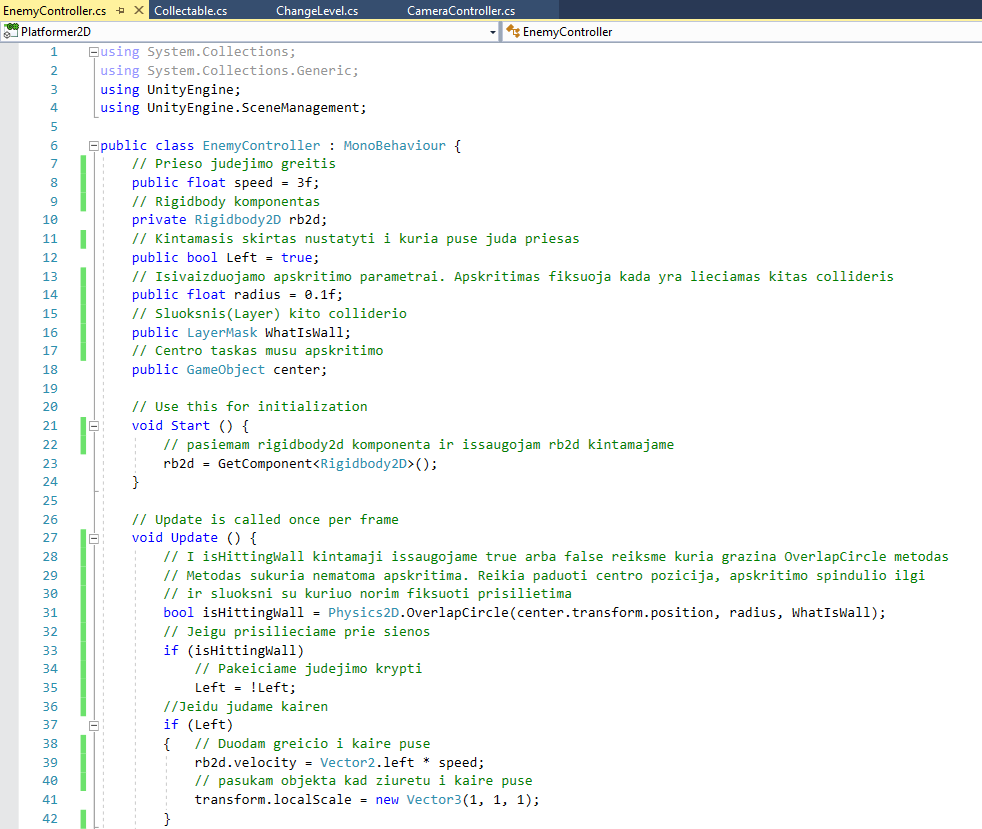 EnemyController.cs Collectable.cs ChangeLevel.cs CameraController.cs
Platformer2D EnemyController
1 using System.Collections;
2 using System.Collections.Generic;
3 using UnityEngine;
4 using UnityEngine.SceneManagement;
5
6 public class EnemyController : MonoBehaviour {
7 // Prieso judejimo greitis
8 public float speed = 3f;
9 // Rigidbody komponentas
10 private Rigidbody2D rb2d;
11 // Kintamasis skirtas nustatyti i kuria puse juda priesas
12 public bool Left = true;
13 // Isivaizduojamo apskritimo parametrai. Apskritimas fiksuoja kada yra lieciamas kitas collideris
14 public float radius = 0.1f;
15 // Sluoksnis(Layer) kito colliderio
16 public LayerMask WhatIsWall;
17 // Centro taskas musu apskritimo
18 public GameObject center;
19
20 // Use this for initialization
21 void Start () {
22 // pasiemam rigidbody2d komponenta ir issaugojam rb2d kintamajame
23 rb2d = GetComponent<Rigidbody2D>();
24 }
25
26 // Update is called once per frame
27 void Update () {
28 // I isHittingWall kintamaji issaugojame true arba false reiksme kuria grazina OverlapCircle metodas
29 // Metodas sukuria nematoma apskritima. Reikia paduoti centro pozicija, apskritimo spindulio ilgi
30 // ir sluoksni su kuriuo norim fiksuoti prisilietima
31 bool isHittingWall = Physics2D.OverlapCircle(center.transform.position, radius, WhatIsWall);
32 // Jeigu prisilieciame prie sienos
33 if (isHittingWall)
34 // Pakeiciame judejimo krypti
35 Left = !Left;
36 //Jeidu judame kairen
37 if (Left)
38 { // Duodam greicio i kaire puse
39 rb2d.velocity = Vector2.left * speed;
40 // pasukam objekta kad ziuretu i kaire puse
41 transform.localScale = new Vector3(1, 1, 1);
42 }